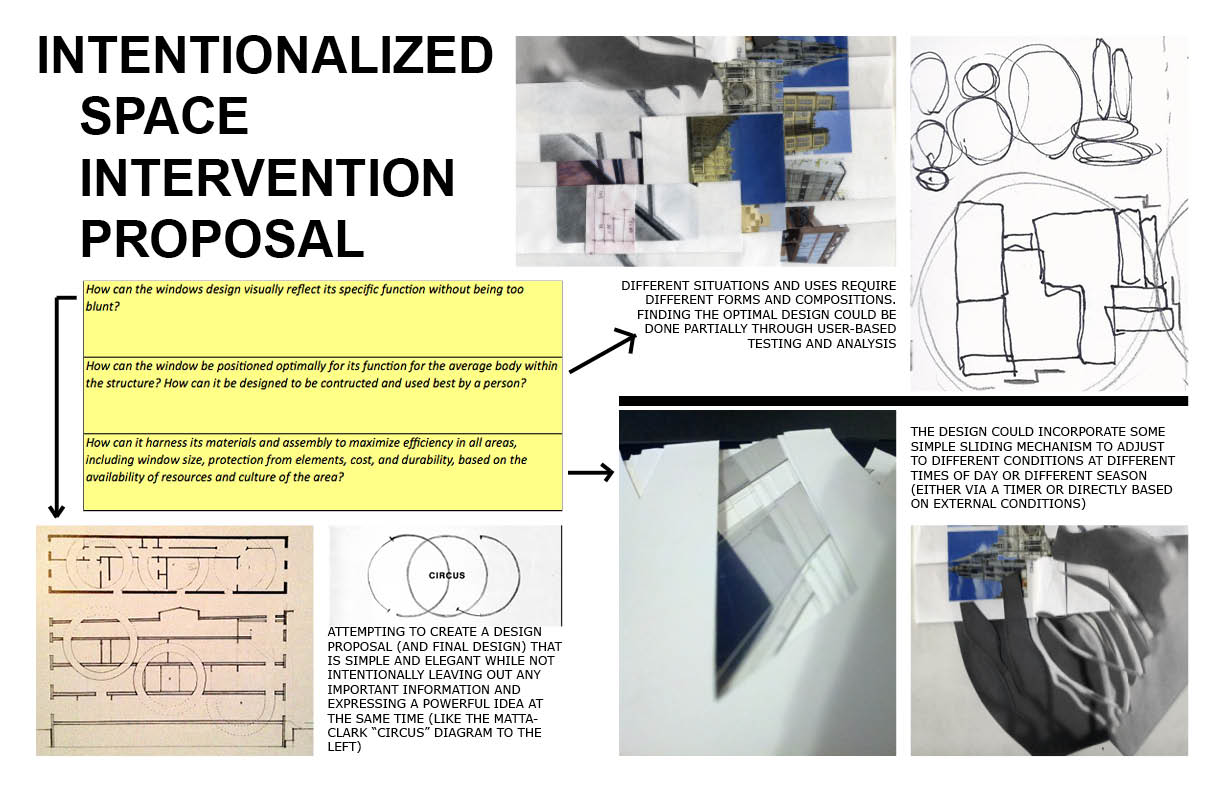 INTENTIONALIZED
SPACE
INTERVENTION
PROPOSAL
How can the windows design visually reflect its specific function without being too
blunt?
How can the window be positioned optimally for its function for the average body within
the structure? How can it be designed to be contructed and used best by a person?
How can it harness its materials and assembly to maximize efficiency in all areas,
including window size, protection from elements, cost, and durability, based on the
availability of resources and culture of the area?
DIFFERENT SITUATIONS AND USES REQUIRE
DIFFERENT FORMS AND COMPOSITIONS.
FINDING THE OPTIMAL DESIGN COULD BE
DONE PARTIALLY THROUGH USER-BASED
TESTING AND ANALYSIS
THE DESIGN COULD INCORPORATE SOME
SIMPLE SLIDING MECHANISM TO ADJUST
TO DIFFERENT CONDITIONS AT DIFFERENT
TIMES OF DAY OR DIFFERENT SEASON
(EITHER VIA A TIMER OR DIRECTLY BASED
ON EXTERNAL CONDITIONS)
CIRCUS
ATTEMPTING TO CREATE A DESIGN
PROPOSAL (AND FINAL DESIGN) THAT
IS SIMPLE AND ELEGANT WHILE NOT
INTENTIONALLY LEAVING OUT ANY
IMPORTANT INFORMATION AND
EXPRESSING A POWERFUL IDEA AT
THE SAME TIME (LIKE THE MATTA-
CLARK “CIRCUS” DIAGRAM TO THE
LEFT)